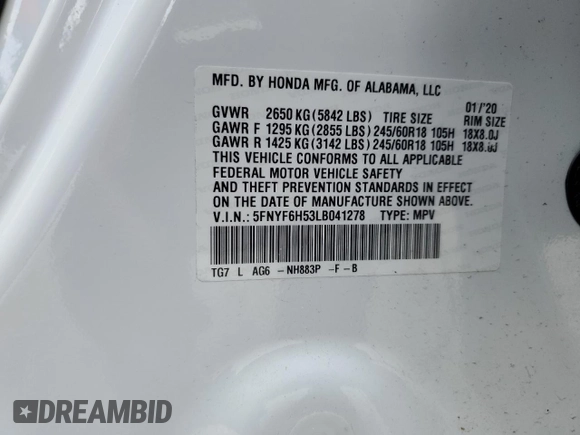 MFD. BY HONDA MFG. OF ALABAMA, LLC
01/'20
GVWR 2650 KG (5842 LBS) TIRE SIZE RIM SIZE
GAWR F 1295 KG (2855 LBS) 245/60R18 105H 18X8.0J
GAWR R 1425 KG (3142 LBS) 245/60R18 105H 18X8.0J
THIS VEHICLE CONFORMS TO ALL APPLICABLE
FEDERAL MOTOR VEHICLE SAFETY
AND THEFT PREVENTION STANDARDS IN EFFECT
ON THE DATE OF MANUFACTURE SHOWN ABOVE.
V.I.N.: 5FNYF6H53LB041278 TYPE: MPV
TG7 L AG6 - NH883P -F-B
DREAMBID